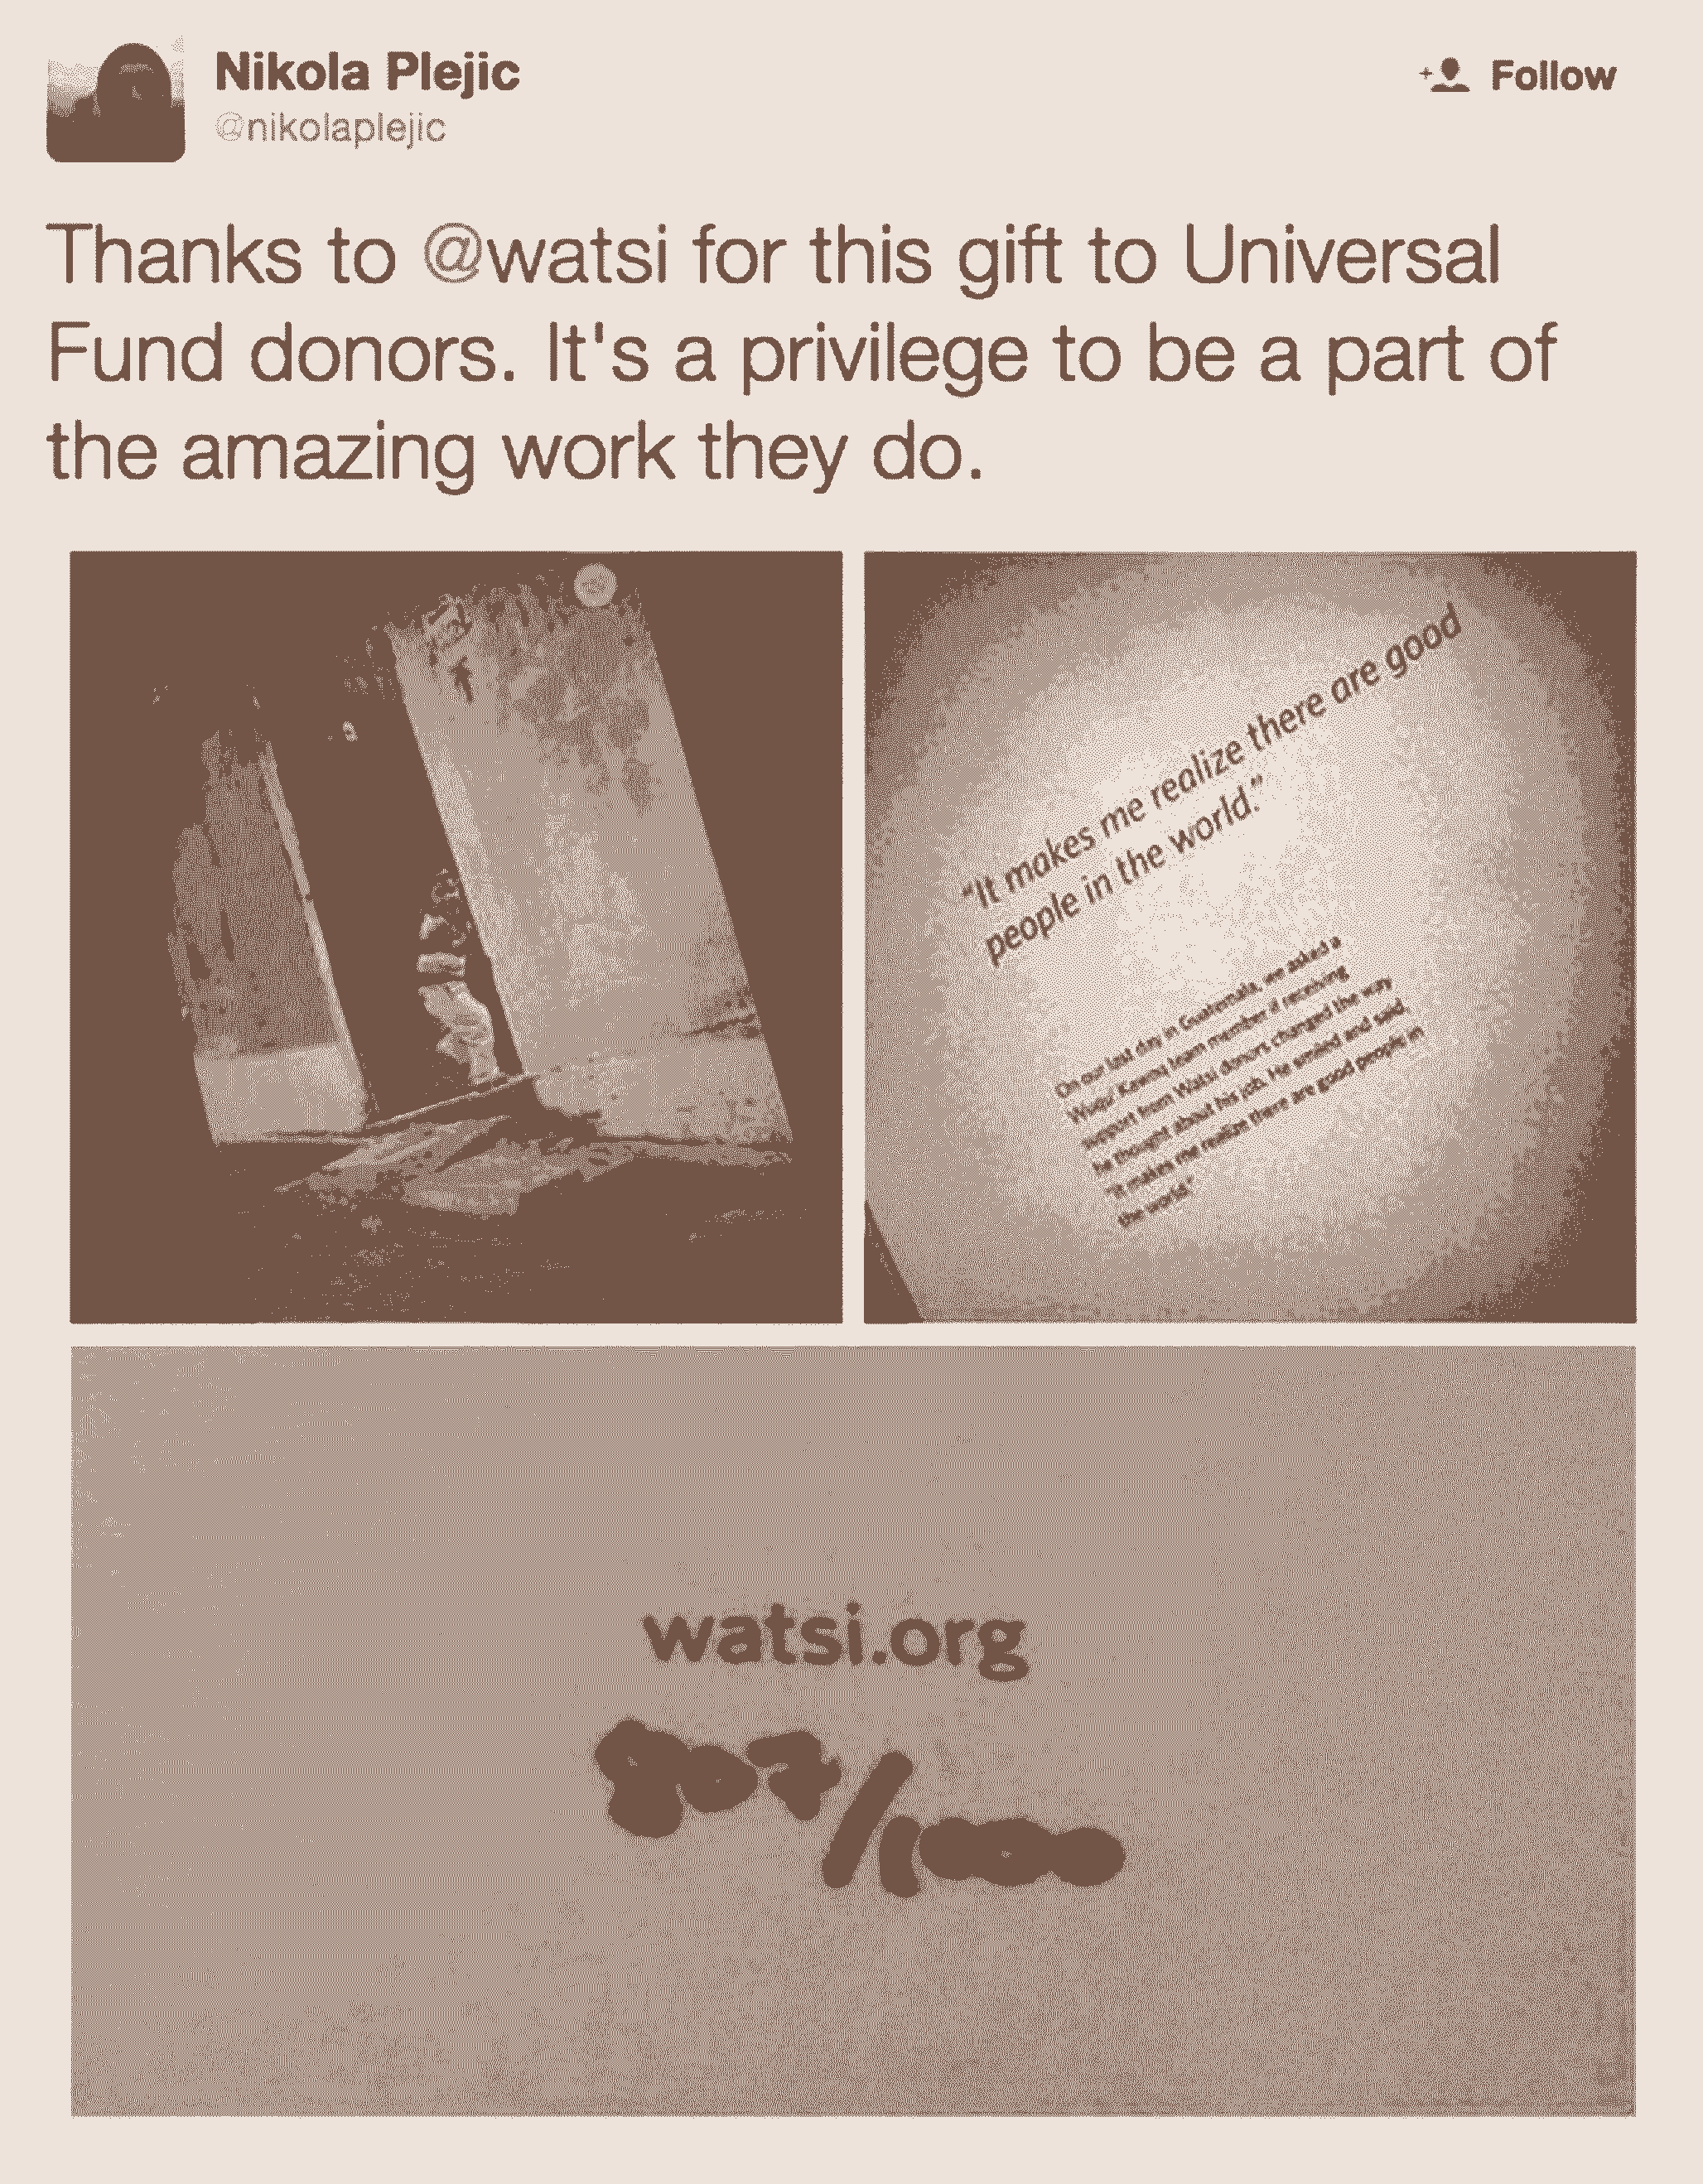 Nikola Plejic
@nikolaplejic
Follow
Thanks to @watsi for this gift to Universal
Fund donors. It's a privilege to be a part of
the amazing work they do.
"It makes me realize there are good
people in the world."
On our last day in Guatemala, we asked a
Wuqu' Kawoq team member if receiving
support from Watsi donors changed the way
he thought about his job. He smiled and said,
"It makes me realize there are good people in
the world."
watsi.org
807/1000